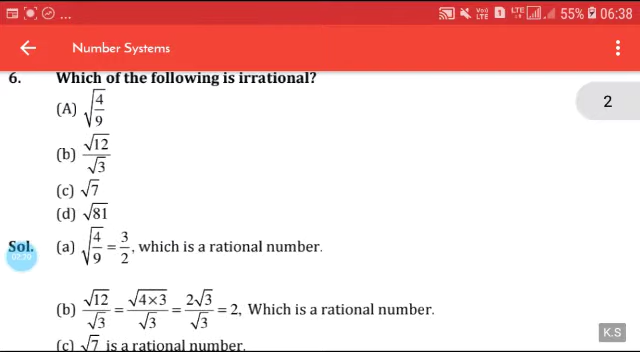 ... 55% 06:38
Number Systems
2
6. Which of the following is irrational?
(A) √(4/9)
(b) √12/√3
(c) √7
(d) √81
Sol. (a) √(4/9) = 3/2, which is a rational number.
02:20
(b) √12/√3 = √(4×3)/√3 = 2√3/√3 = 2, Which is a rational number.
(c) √7 is a rational number.
K.S